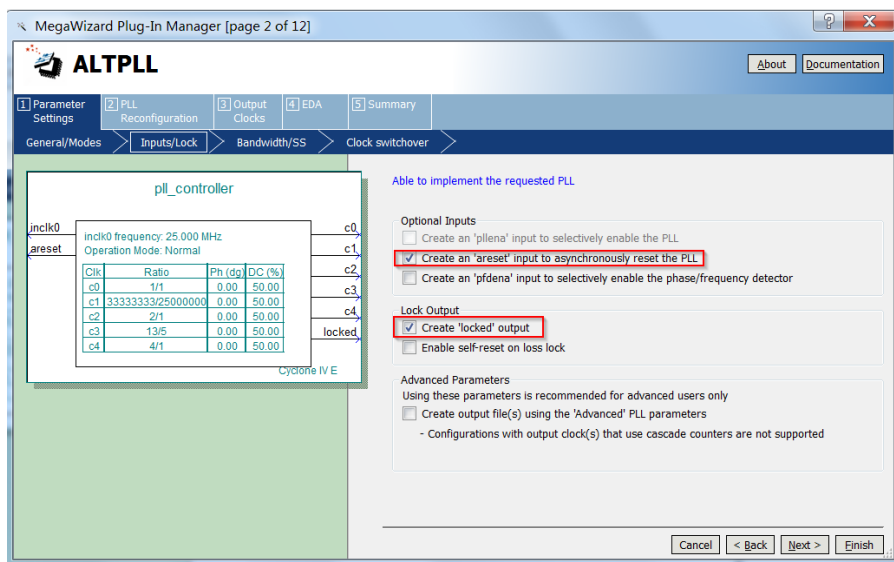 MegaWizard Plug-In Manager [page 2 of 12]
ALTPLL
About Documentation
1 Parameter Settings
2 PLL Reconfiguration
3 Output Clocks
4 EDA
5 Summary
General/Modes Inputs/Lock Bandwidth/SS Clock switchover
pll_controller
inclk0
areset
inclk0 frequency: 25.000 MHz
Operation Mode: Normal
Clk Ratio Ph (dg) DC (%)
c0 1/1 0.00 50.00
c1 33333333/25000000 0.00 50.00
c2 2/1 0.00 50.00
c3 13/5 0.00 50.00
c4 4/1 0.00 50.00
c0
c1
c2
c3
c4
locked
Cyclone IV E
Able to implement the requested PLL
Optional Inputs
Create an 'pllena' input to selectively enable the PLL
Create an 'areset' input to asynchronously reset the PLL
Create an 'pfdena' input to selectively enable the phase/frequency detector
Lock Output
Create 'locked' output
Enable self-reset on loss lock
Advanced Parameters
Using these parameters is recommended for advanced users only
Create output file(s) using the 'Advanced' PLL parameters
- Configurations with output clock(s) that use cascade counters are not supported
Cancel < Back Next > Finish